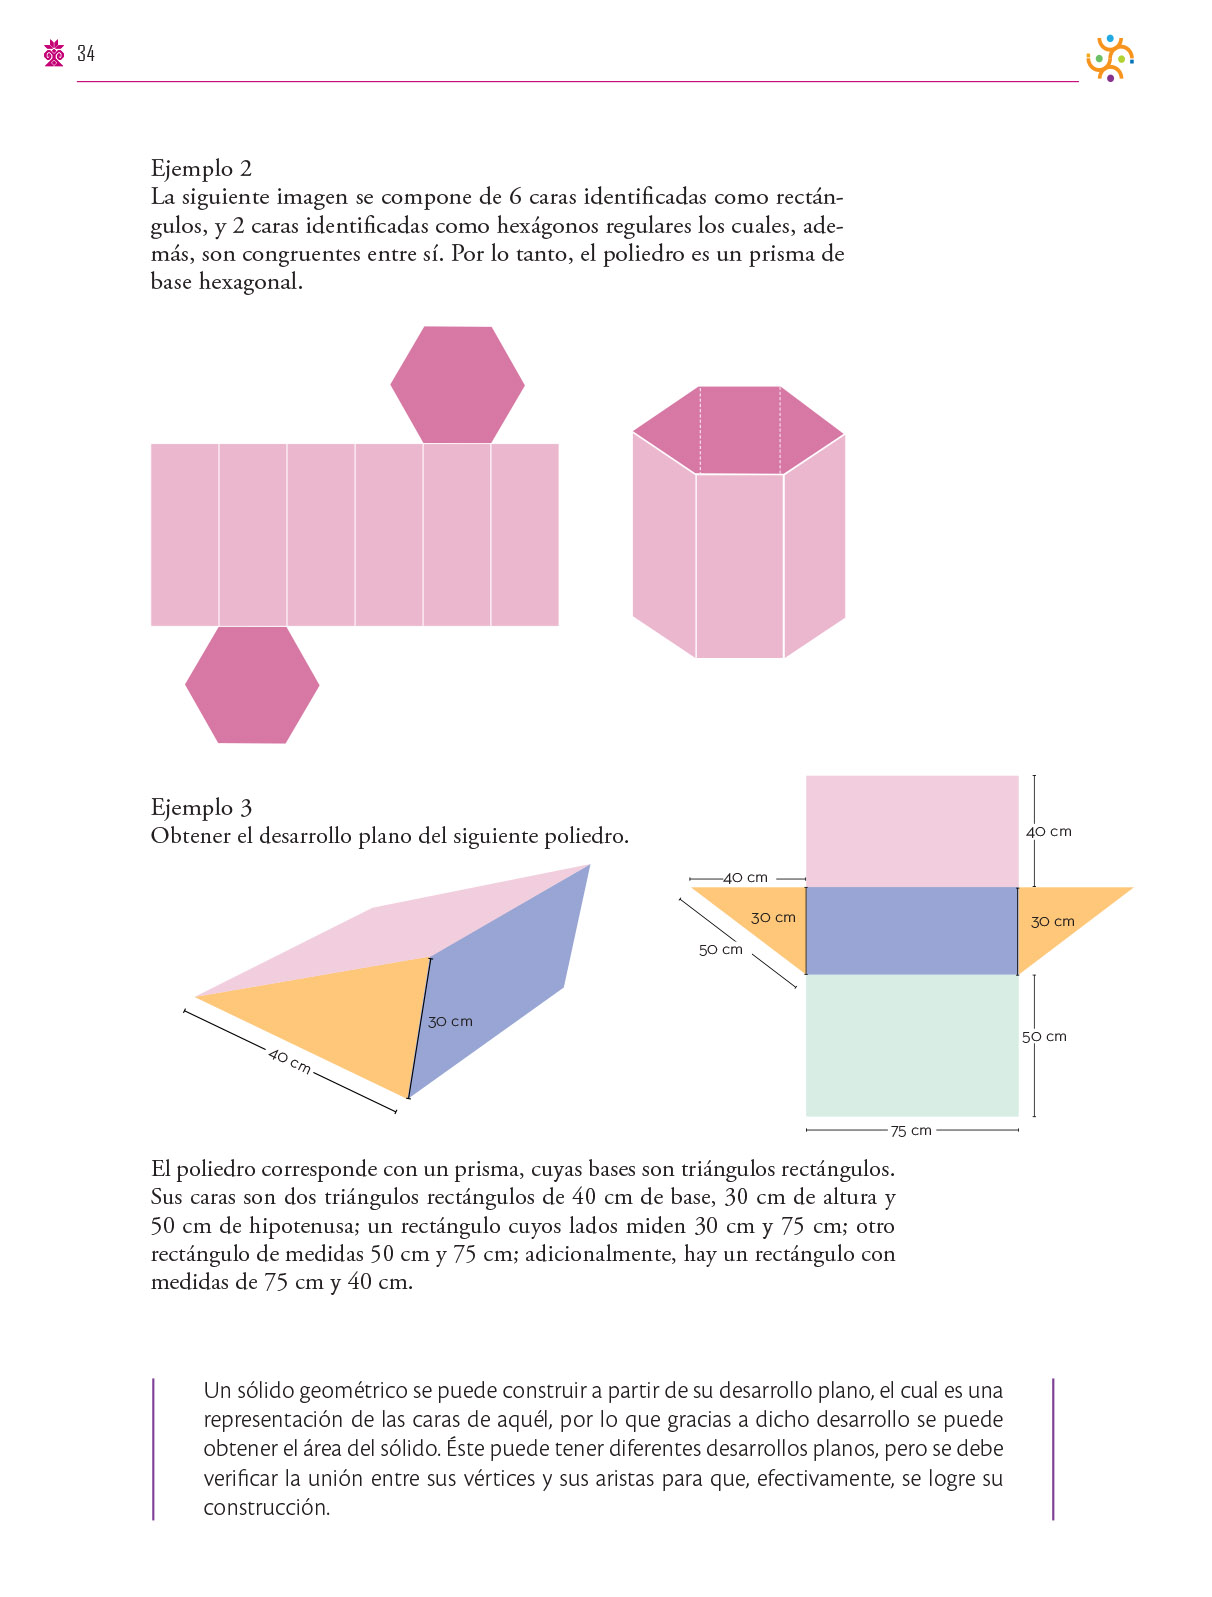 34
Ejemplo 2
La siguiente imagen se compone de 6 caras identificadas como rectán-
gulos, y 2 caras identificadas como hexágonos regulares los cuales, ade-
más, son congruentes entre sí. Por lo tanto, el poliedro es un prisma de
base hexagonal.
Ejemplo 3
Obtener el desarrollo plano del siguiente poliedro.
30 cm
40 cm
40 cm
40 cm
30 cm
30 cm
50 cm
50 cm
75 cm
El poliedro corresponde con un prisma, cuyas bases son triángulos rectángulos.
Sus caras son dos triángulos rectángulos de 40 cm de base, 30 cm de altura y
50 cm de hipotenusa; un rectángulo cuyos lados miden 30 cm y 75 cm; otro
rectángulo de medidas 50 cm y 75 cm; adicionalmente, hay un rectángulo con
medidas de 75 cm y 40 cm.
Un sólido geométrico se puede construir a partir de su desarrollo plano, el cual es una
representación de las caras de aquél, por lo que gracias a dicho desarrollo se puede
obtener el área del sólido. Éste puede tener diferentes desarrollos planos, pero se debe
verificar la unión entre sus vértices y sus aristas para que, efectivamente, se logre su
construcción.